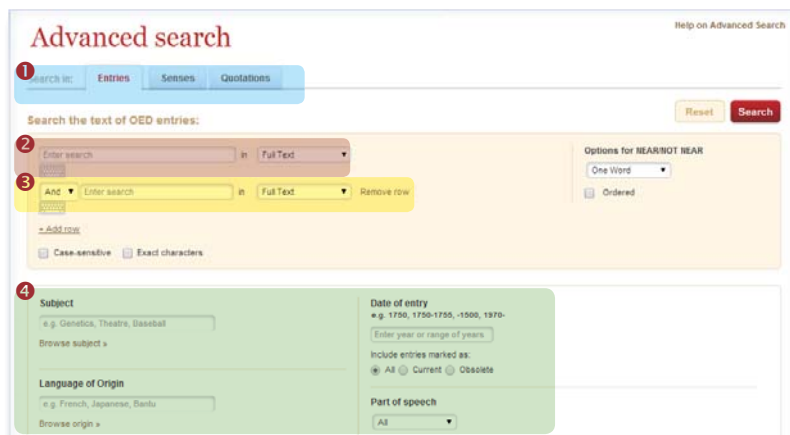 Help on Advanced Search
Advanced search
1
Search in: Entries Senses Quotations
Reset Search
Search the text of OED entries:
2
Enter search in Full Text
Options for NEAR/NOT NEAR
One Word
3
And Enter search in Full Text Remove row
Ordered
+ Add row
Case-sensitive Exact characters
4
Subject
e.g. Genetics, Theatre, Baseball
Browse subject »
Language of Origin
e.g. French, Japanese, Bantu
Browse origin »
Date of entry
e.g. 1750, 1750-1755, -1500, 1970-
Enter year or range of years
Include entries marked as:
All Current Obsolete
Part of speech
All